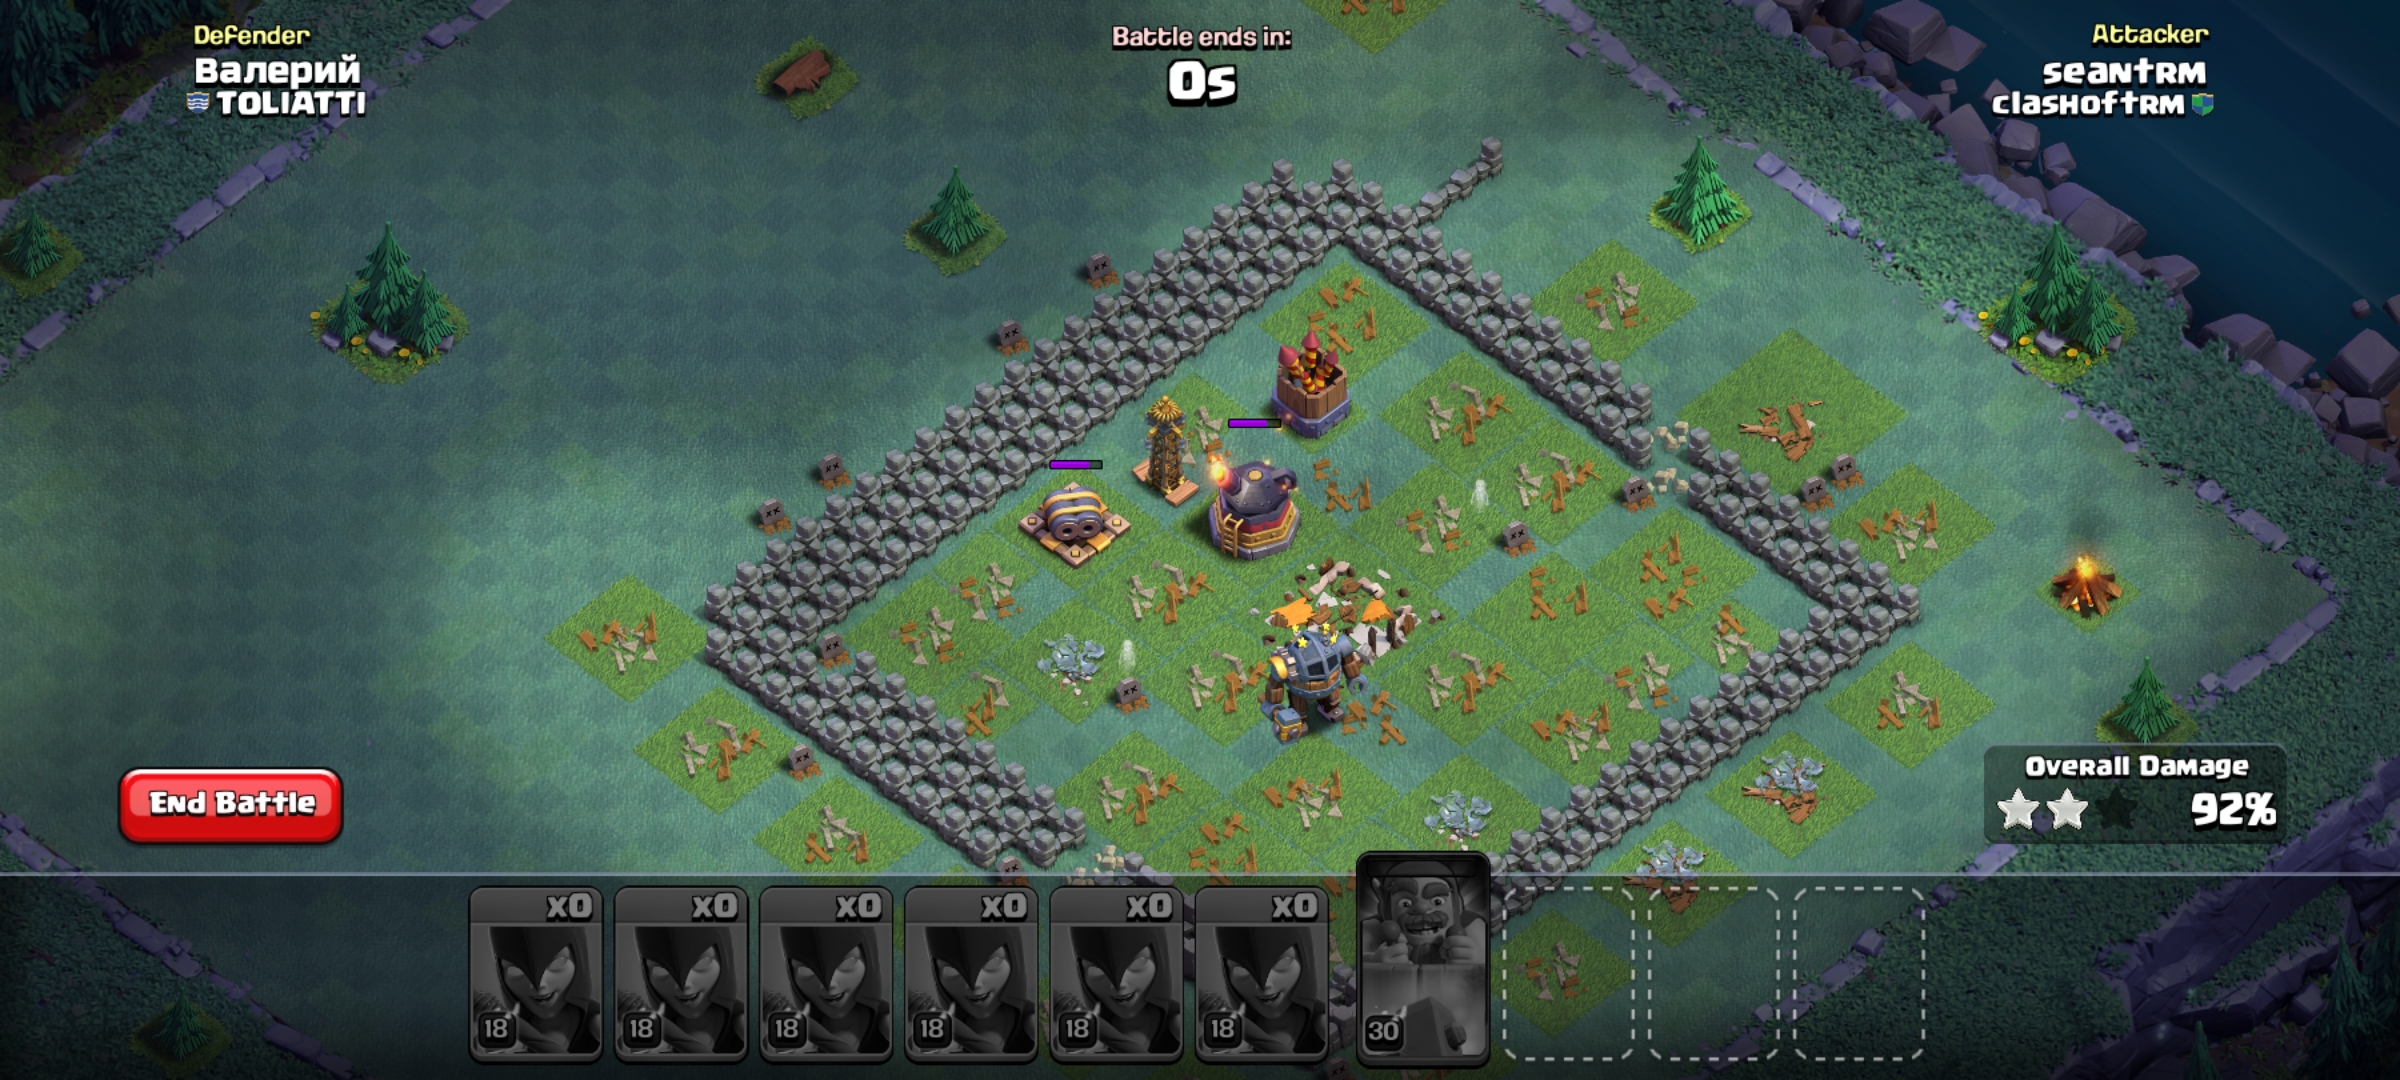 Defender
Валерий
TOLIATTI
Battle ends in:
0s
Attacker
seantRM
clashoftRM
End Battle
Overall Damage
92%
x0
x0
x0
x0
x0
x0
18
18
18
18
18
18
30